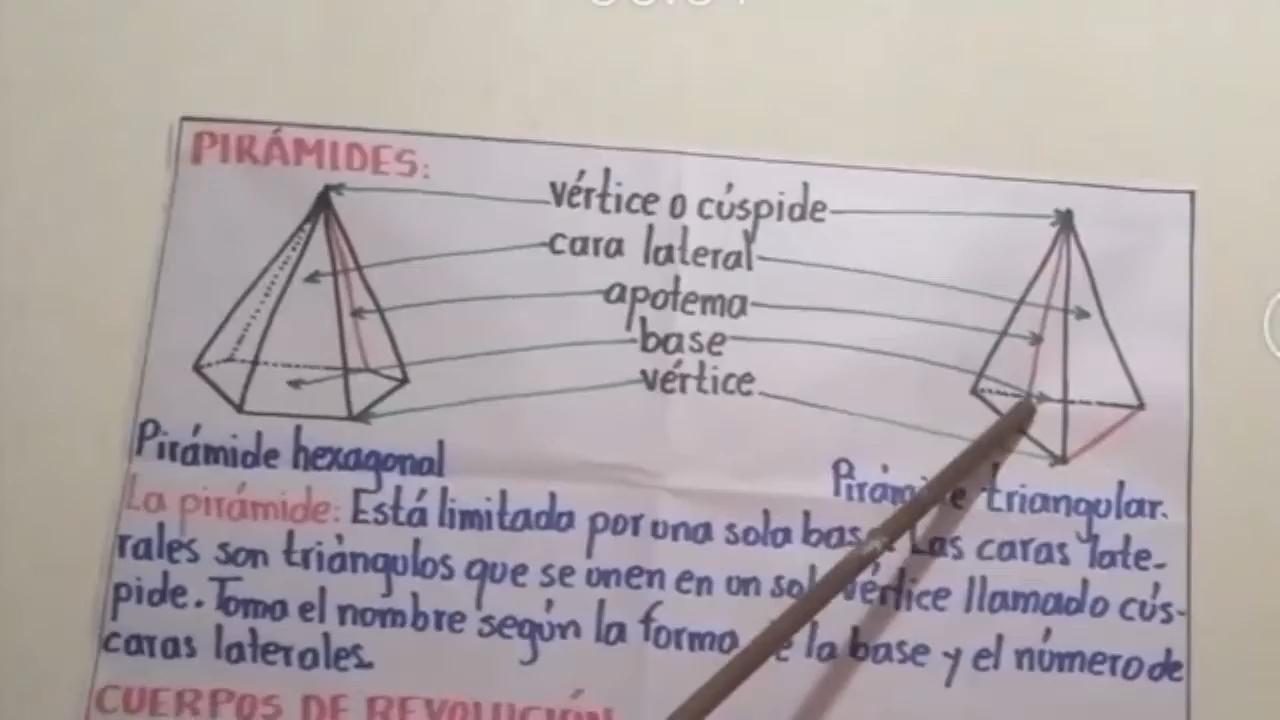 PIRÁMIDES:
vértice o cúspide
cara lateral
apotema
base
vértice
Pirámide hexagonal
triangular.
La pirámide: Está limitada por una sola Las caras late-
rales son triángulos que se unen en un vértice llamado cús-
pide. Toma el nombre según la forma la base y el número de
caras laterales.
CUERPOS DE REVOLUCIÓN